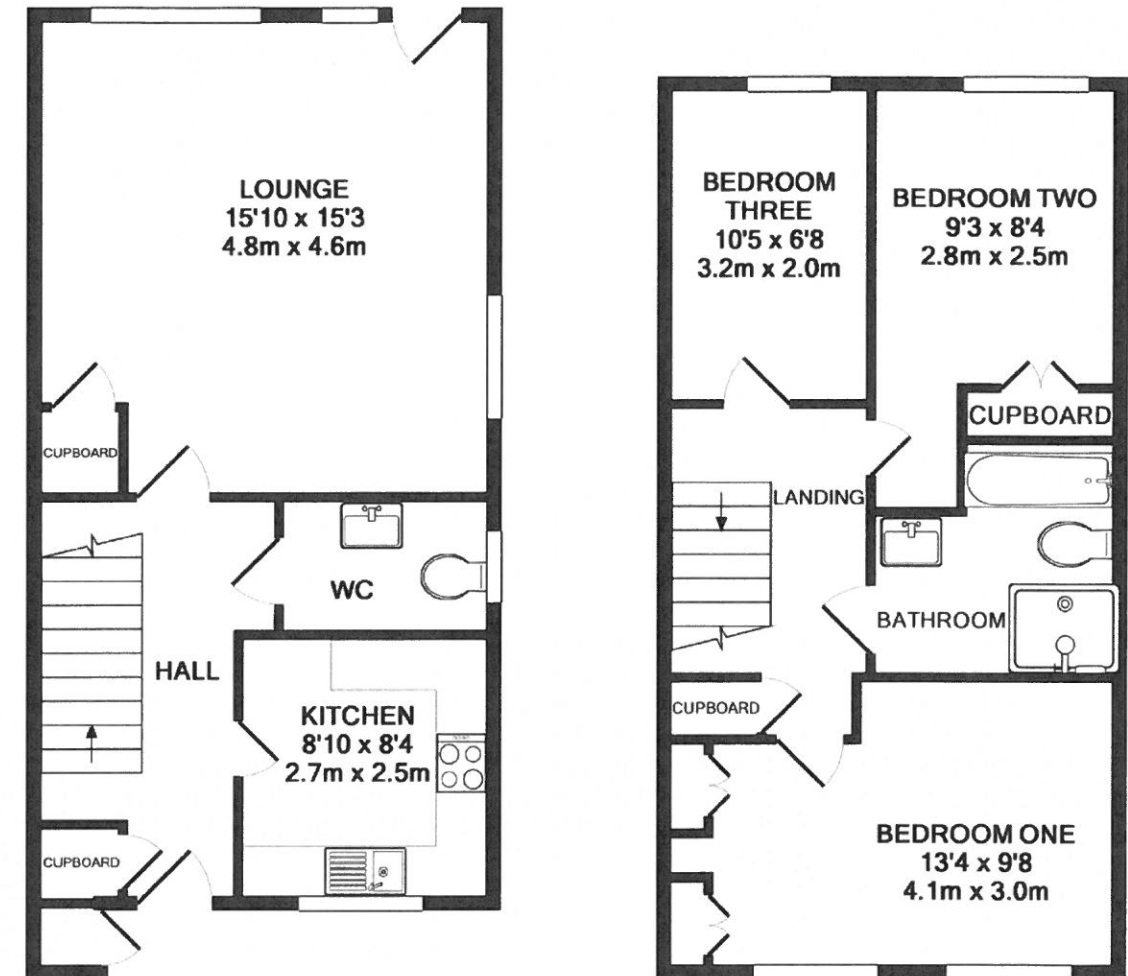 LOUNGE
15'10 x 15'3
4.8m x 4.6m
CUPBOARD
WC
HALL
KITCHEN
8'10 x 8'4
2.7m x 2.5m
CUPBOARD
BEDROOM
THREE
10'5 x 6'8
3.2m x 2.0m
BEDROOM TWO
9'3 x 8'4
2.8m x 2.5m
CUPBOARD
LANDING
BATHROOM
CUPBOARD
BEDROOM ONE
13'4 x 9'8
4.1m x 3.0m